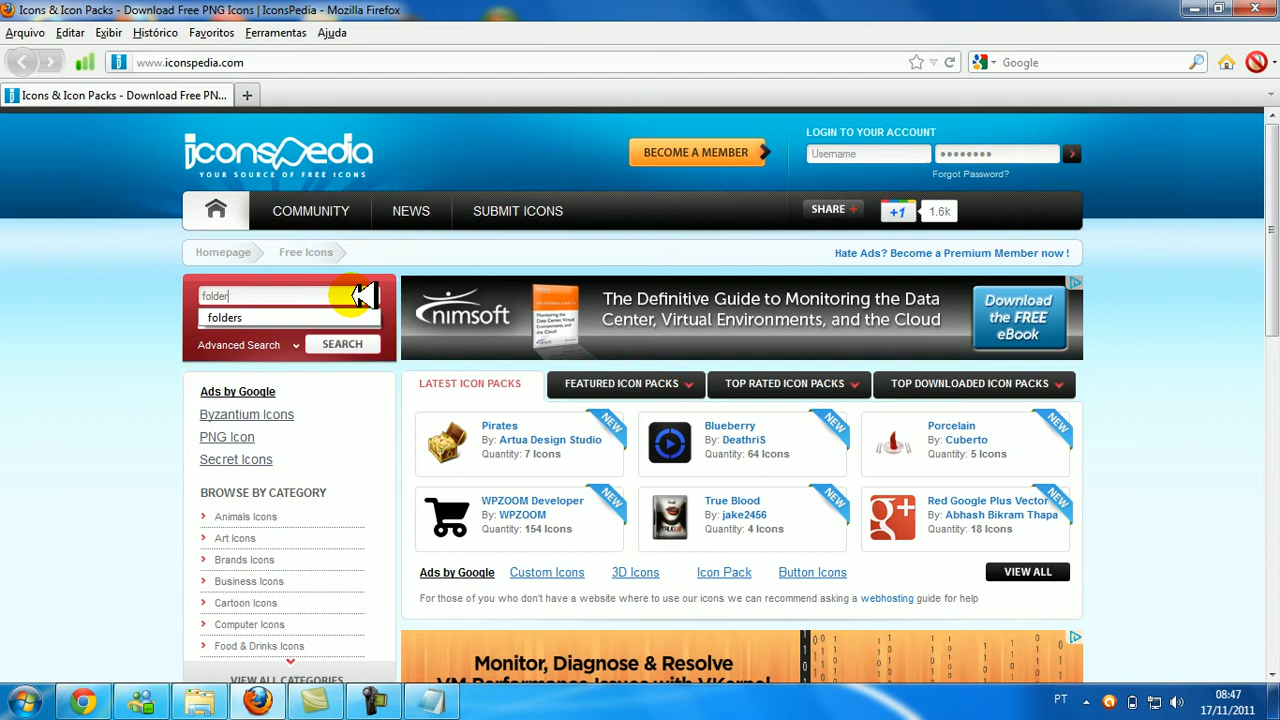 Icons & Icon Packs - Download Free PNG Icons | IconsPedia - Mozilla Firefox
Arquivo Editar Exibir Histórico Favoritos Ferramentas Ajuda
www.iconspedia.com
Google
Icons & Icon Packs - Download Free PN...
iconspedia
YOUR SOURCE OF FREE ICONS
BECOME A MEMBER
LOGIN TO YOUR ACCOUNT
Username
Forgot Password?
COMMUNITY NEWS SUBMIT ICONS
SHARE +
+1 1.6k
Homepage Free Icons
Hate Ads? Become a Premium Member now !
folder
folders
Advanced Search
SEARCH
nimsoft
The Definitive Guide to Monitoring the Data
Center, Virtual Environments, and the Cloud
Download
the FREE
eBook
Ads by Google
Byzantium Icons
PNG Icon
Secret Icons
BROWSE BY CATEGORY
Animals Icons
Art Icons
Brands Icons
Business Icons
Cartoon Icons
Computer Icons
Food & Drinks Icons
VIEW ALL CATEGORIES
LATEST ICON PACKS FEATURED ICON PACKS TOP RATED ICON PACKS TOP DOWNLOADED ICON PACKS
Pirates
By: Artua Design Studio
Quantity: 7 Icons
NEW
Blueberry
By: DeathriS
Quantity: 64 Icons
NEW
Porcelain
By: Cuberto
Quantity: 5 Icons
NEW
WPZOOM Developer
By: WPZOOM
Quantity: 154 Icons
NEW
True Blood
By: jake2456
Quantity: 4 Icons
NEW
Red Google Plus Vector
By: Abhash Bikram Thapa
Quantity: 18 Icons
NEW
Ads by Google Custom Icons 3D Icons Icon Pack Button Icons
VIEW ALL
For those of you who don't have a website where to use our icons we can recommend asking a webhosting guide for help
Monitor, Diagnose & Resolve
VM Performance Issues with VKernel
PT
08:47
17/11/2011